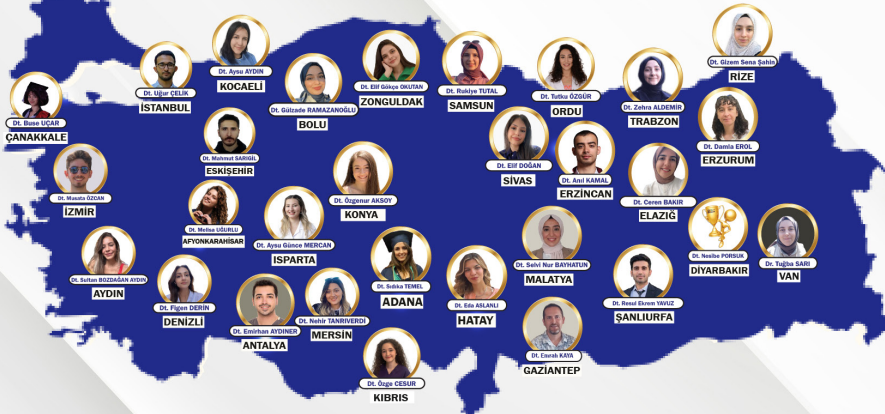 Dt. Gizem Sena Şahin
RİZE
Dt. Aysu AYDIN
KOCAELİ
Dt. Uğur ÇELİK
İSTANBUL
Dt. Elif Gökçe OKUTAN
ZONGULDAK
Dt. Rukiye TUTAL
SAMSUN
Dt. Tutku ÖZGÜR
ORDU
Dt. Zehra ALDEMİR
TRABZON
Dt. Gülzade RAMAZANOĞLU
BOLU
Dt. Buse UÇAR
ÇANAKKALE
Dt. Damla EROL
ERZURUM
Dt. Mahmut SARIGİL
ESKİŞEHİR
Dt. Elif DOĞAN
SİVAS
Dt. Anıl KAMAL
ERZİNCAN
Dt. Musata ÖZCAN
İZMİR
Dt. Özgenur AKSOY
KONYA
Dt. Ceren BAKIR
ELAZIĞ
Dt. Melisa UĞURLU
AFYONKARAHİSAR
Dt. Aysu Günce MERCAN
ISPARTA
Dt. Nesibe PORSUK
DİYARBAKIR
Dr. Tuğba SARI
VAN
Dt. Selvi Nur BAYHATUN
MALATYA
Dt. Sultan BOZDAĞAN AYDIN
AYDIN
Dt. Sıdıka TEMEL
ADANA
Dt. Figen DERİN
DENİZLİ
Dt. Eda ASLANLI
HATAY
Dt. Resul Ekrem YAVUZ
ŞANLIURFA
Dt. Nehir TANRIVERDİ
MERSİN
Dt. Emirhan AYDINER
ANTALYA
Dt. Emrah KAYA
GAZİANTEP
Dt. Özge CESUR
KIBRIS